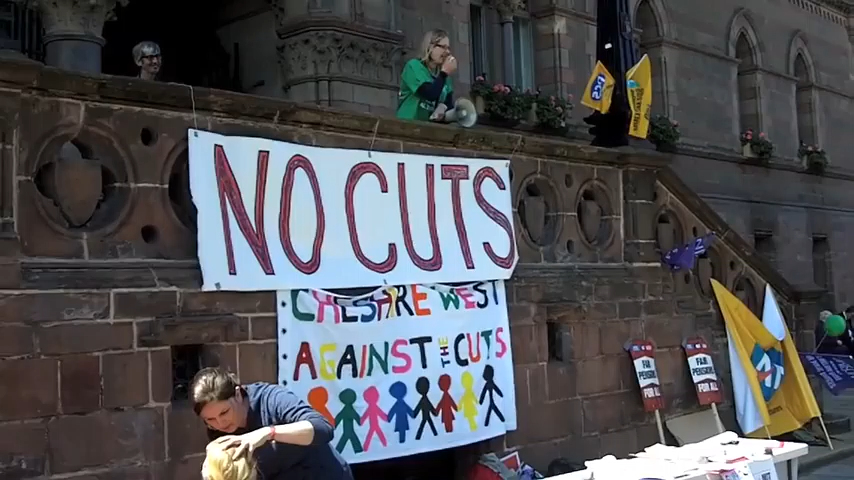 NO CUTS
CHESHIRE WEST
AGAINST THE CUTS
FAIR
PENSIONS
FOR ALL
FAIR
PENSIONS
FOR ALL